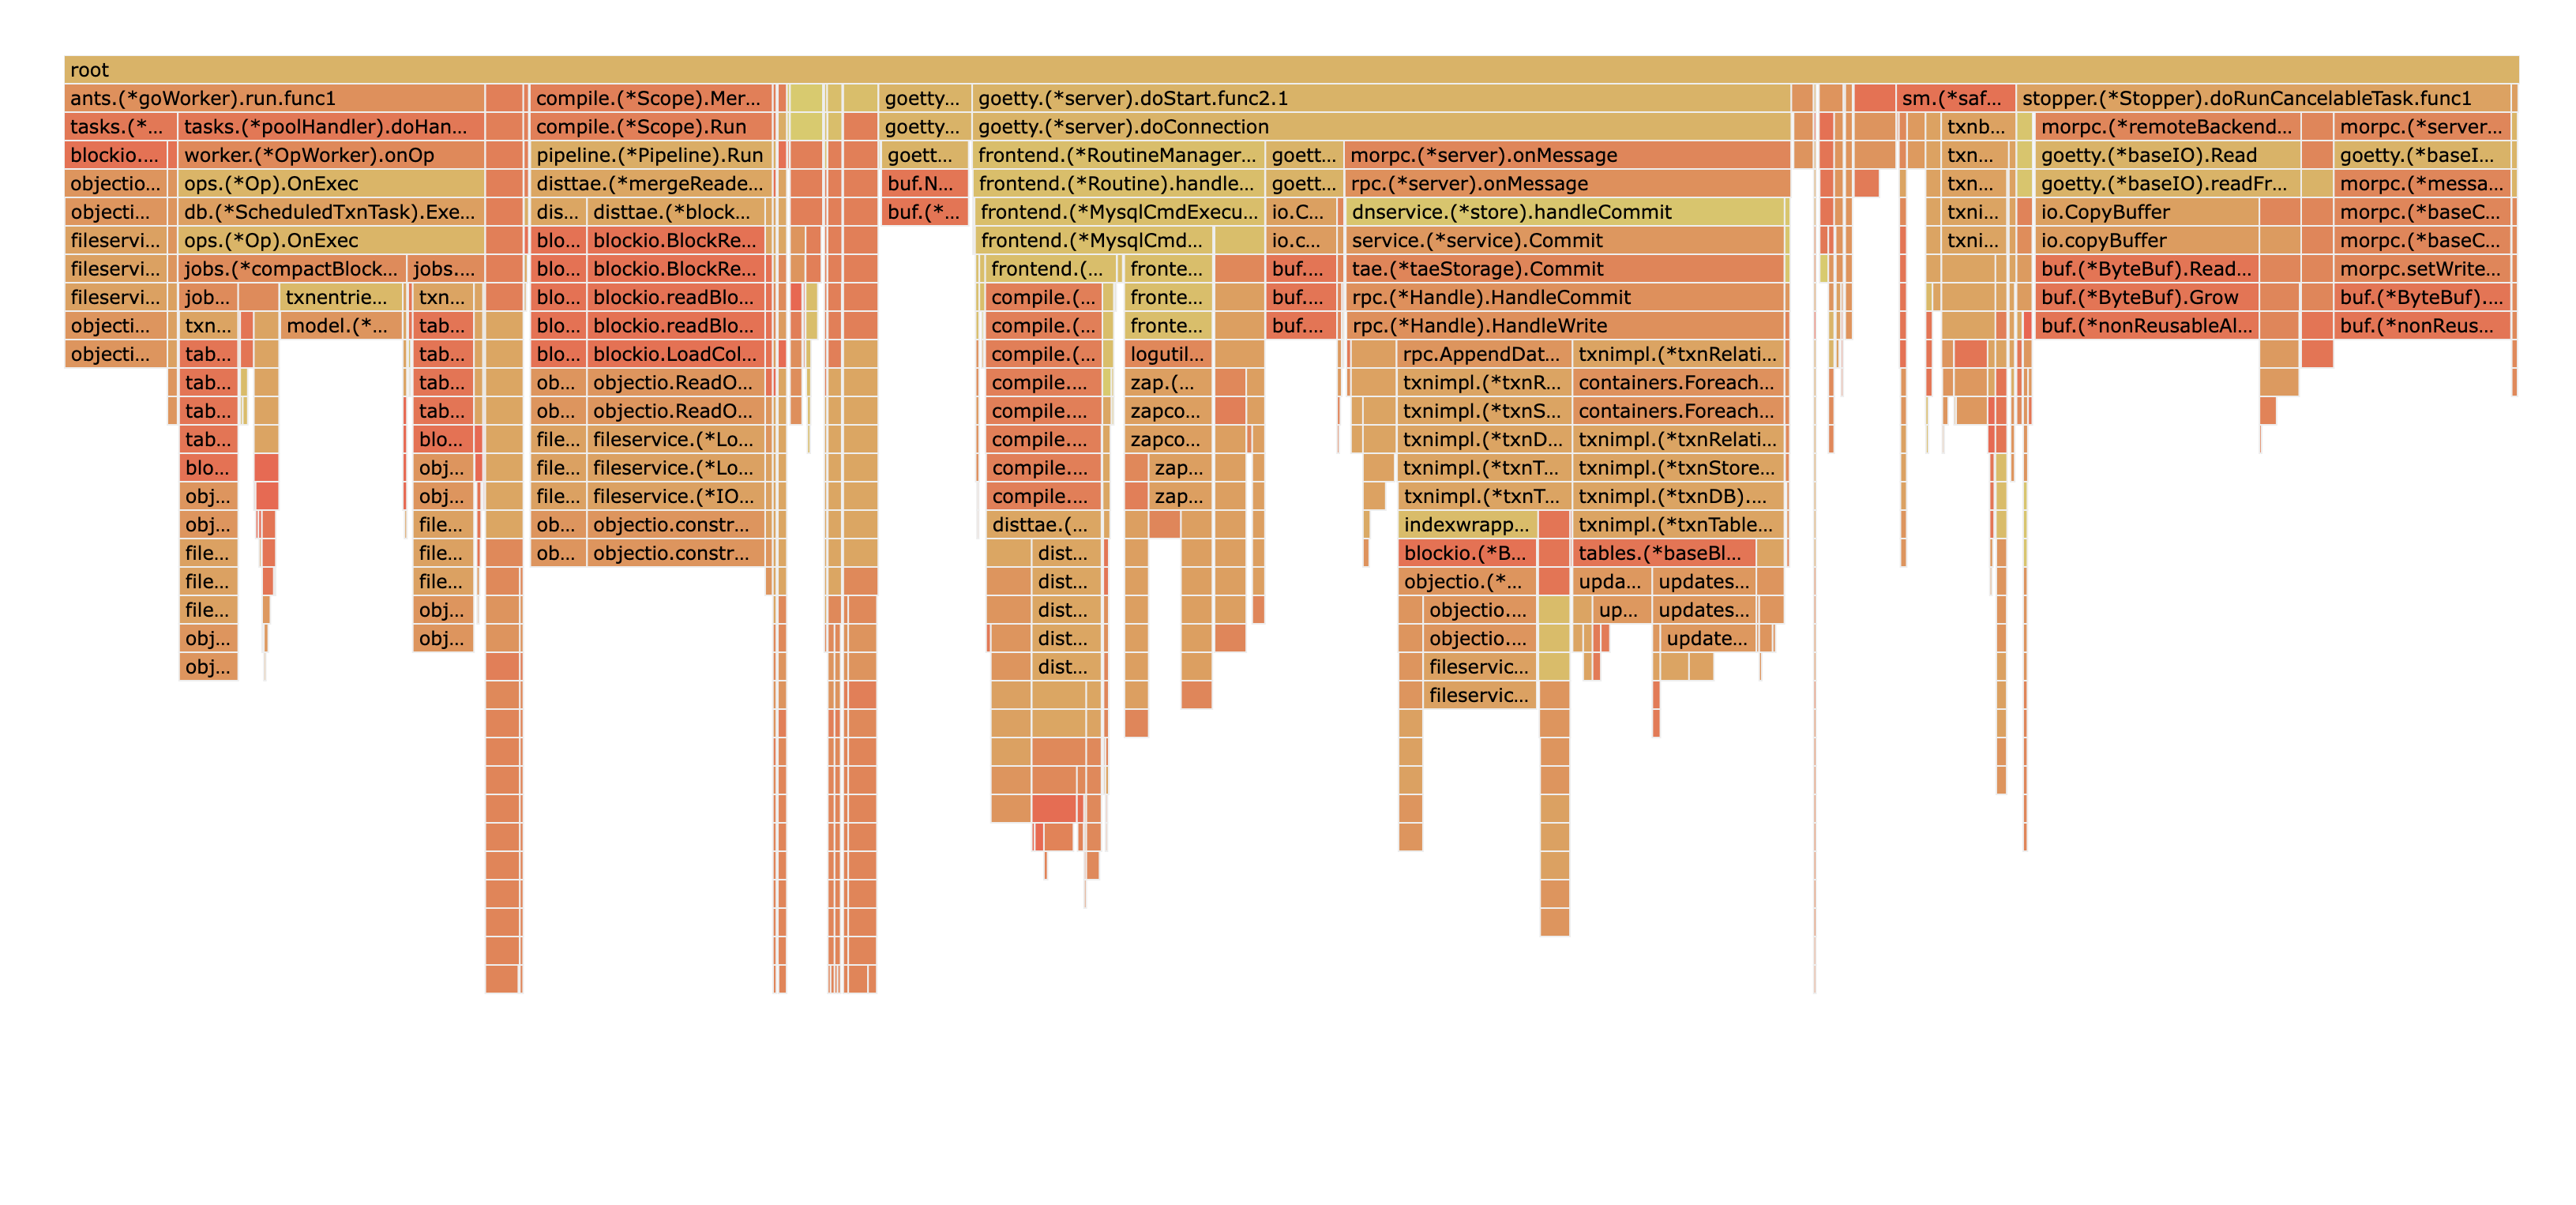 root
ants.(*goWorker).run.func1 compile.(*Scope).Mer... goetty... goetty.(*server).doStart.func2.1 sm.(*saf... stopper.(*Stopper).doRunCancelableTask.func1
tasks.(*... tasks.(*poolHandler).doHan... compile.(*Scope).Run goetty... goetty.(*server).doConnection txnb... morpc.(*remoteBackend... morpc.(*server...
blockio.... worker.(*OpWorker).onOp pipeline.(*Pipeline).Run goett... frontend.(*RoutineManager... goett... morpc.(*server).onMessage txn... goetty.(*baseIO).Read goetty.(*baseI...
objectio... ops.(*Op).OnExec disttae.(*mergeReade... buf.N... frontend.(*Routine).handle... goett... rpc.(*server).onMessage txn... goetty.(*baseIO).readFr... morpc.(*messa...
objecti... db.(*ScheduledTxnTask).Exe... dis... disttae.(*block... buf.(*... frontend.(*MysqlCmdExecu... io.C... dnservice.(*store).handleCommit txni... io.CopyBuffer morpc.(*baseC...
fileservi... ops.(*Op).OnExec blo... blockio.BlockRe... frontend.(*MysqlCmd... io.c... service.(*service).Commit txni... io.copyBuffer morpc.(*baseC...
fileservi... jobs.(*compactBlock... jobs.... blo... blockio.BlockRe... frontend.(... fronte... buf.... tae.(*taeStorage).Commit buf.(*ByteBuf).Read... morpc.setWrite...
fileservi... job... txnentrie... txn... blo... blockio.readBlo... compile.(... fronte... buf.... rpc.(*Handle).HandleCommit buf.(*ByteBuf).Grow buf.(*ByteBuf)....
objecti... txn... model.(*... tab... blo... blockio.readBlo... compile.(... fronte... buf.... rpc.(*Handle).HandleWrite buf.(*nonReusableAl... buf.(*nonReus...
objecti... tab... tab... blo... blockio.LoadCol... compile.(... logutil... rpc.AppendDat... txnimpl.(*txnRelati...
tab... tab... ob... objectio.ReadO... compile.... zap.(... txnimpl.(*txnR... containers.Foreach...
tab... tab... ob... objectio.ReadO... compile.... zapco... txnimpl.(*txnS... containers.Foreach...
tab... blo... file... fileservice.(*Lo... compile.... zapco... txnimpl.(*txnD... txnimpl.(*txnRelati...
blo... obj... file... fileservice.(*Lo... compile.... zap... txnimpl.(*txnT... txnimpl.(*txnStore...
obj... obj... file... fileservice.(*IO... compile.... zap... txnimpl.(*txnT... txnimpl.(*txnDB)....
obj... file... ob... objectio.constr... disttae.(... indexwrapp... txnimpl.(*txnTable...
file... file... ob... objectio.constr... dist... blockio.(*B... tables.(*baseBl...
file... file... dist... objectio.(*... upda... updates...
file... obj... dist... objectio.... up... updates...
obj... obj... dist... objectio.... update...
obj... dist... fileservic...
fileservic...